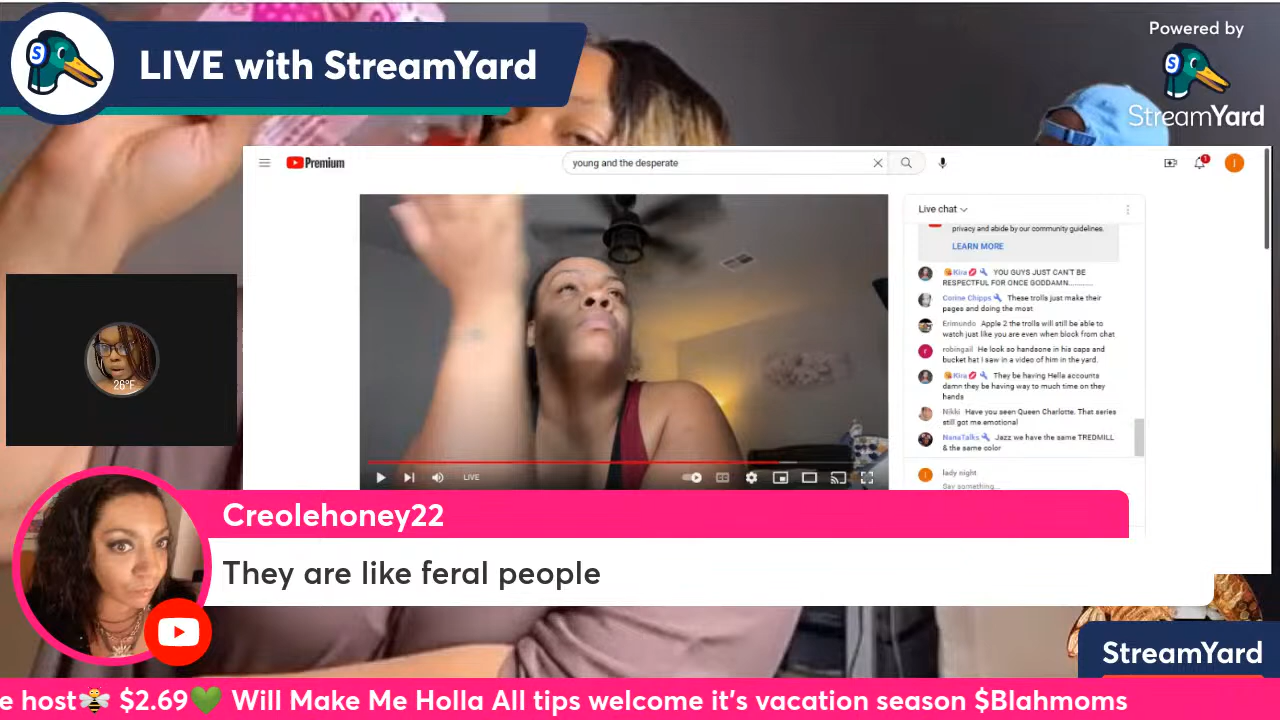 LIVE with StreamYard
Powered by
StreamYard
Premium
young and the desperate
1
I
Live chat
privacy and abide by our community guidelines.
LEARN MORE
Kira YOU GUYS JUST CAN'T BE
RESPECTFUL FOR ONCE GODDAMN............
Corine Chipps These trolls just make their
pages and doing the most
Erimundo Apple 2 the trolls will still be able to
watch just like you are even when block from chat
robingail He look so handsone in his caps and
bucket hat I saw in a video of him in the yard.
Kira They be having Hella accounts
damn they be having way to much time on they
hands
Nikki Have you seen Queen Charlotte. That series
still got me emotional
NanaTalks Jazz we have the same TREDMILL
& the same color
lady night
Say something...
LIVE
26°F
Creolehoney22
They are like feral people
StreamYard
e host🐝 $2.69💚 Will Make Me Holla All tips welcome it's vacation season $Blahmoms